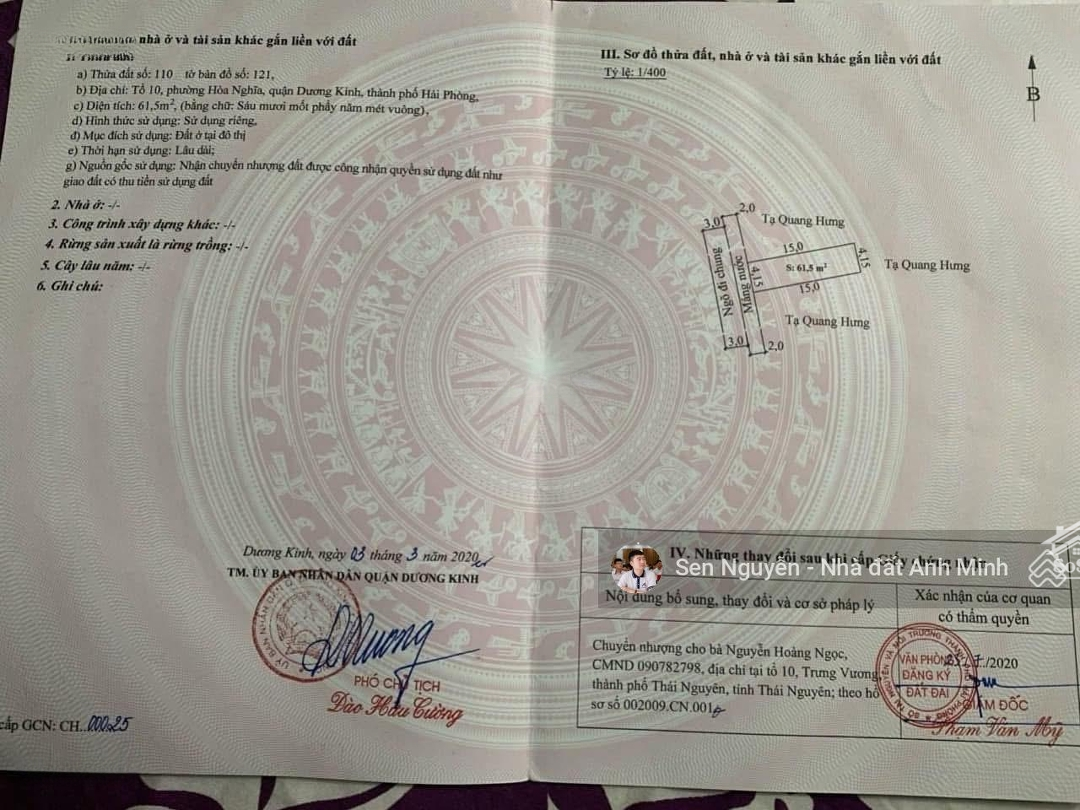 nhà ở và tài sản khác gắn liền với đất
a) Thửa đất số: 110 tờ bản đồ số: 121,
b) Địa chỉ: Tổ 10, phường Hòa Nghĩa, quận Dương Kinh, thành phố Hải Phòng,
c) Diện tích: 61,5m², (bằng chữ: Sáu mươi mốt phẩy năm mét vuông),
d) Hình thức sử dụng: Sử dụng riêng,
đ) Mục đích sử dụng: Đất ở tại đô thị
e) Thời hạn sử dụng: Lâu dài;
g) Nguồn gốc sử dụng: Nhận chuyển nhượng đất được công nhận quyền sử dụng đất như
giao đất có thu tiền sử dụng đất
2. Nhà ở: -/-
3. Công trình xây dựng khác: -/-
4. Rừng sản xuất là rừng trồng: -/-
5. Cây lâu năm: -/-
6. Ghi chú:
Dương Kinh, ngày 03 tháng 3 năm 2020
TM. ỦY BAN NHÂN DÂN QUẬN DƯƠNG KINH
PHÓ CHỦ TỊCH
Đào Hữu Cường
cấp GCN: CH..00025
III. Sơ đồ thửa đất, nhà ở và tài sản khác gắn liền với đất
Tỷ lệ: 1/400
B
2,0
3,0
Tạ Quang Hưng
15,0
4,15
Tạ Quang Hưng
Ngõ đi chung
Máng nước
4,15
S: 61,5 m²
15,0
Tạ Quang Hưng
3,0
2,0
IV. Những thay đổi sau khi cấp Giấy chứng nhận
Sen Nguyễn - Nhà đất Anh Minh
Nội dung bổ sung, thay đổi và cơ sở pháp lý
Xác nhận của cơ quan
có thẩm quyền
Chuyển nhượng cho bà Nguyễn Hoàng Ngọc,
CMND 090782798, địa chỉ tại tổ 10, Trưng Vương,
thành phố Thái Nguyên, tỉnh Thái Nguyên; theo hồ
sơ số 002009.CN.001
/2020
VĂN PHÒNG
ĐĂNG KÝ
ĐẤT ĐAI
GIÁM ĐỐC
Phạm Văn Mỹ